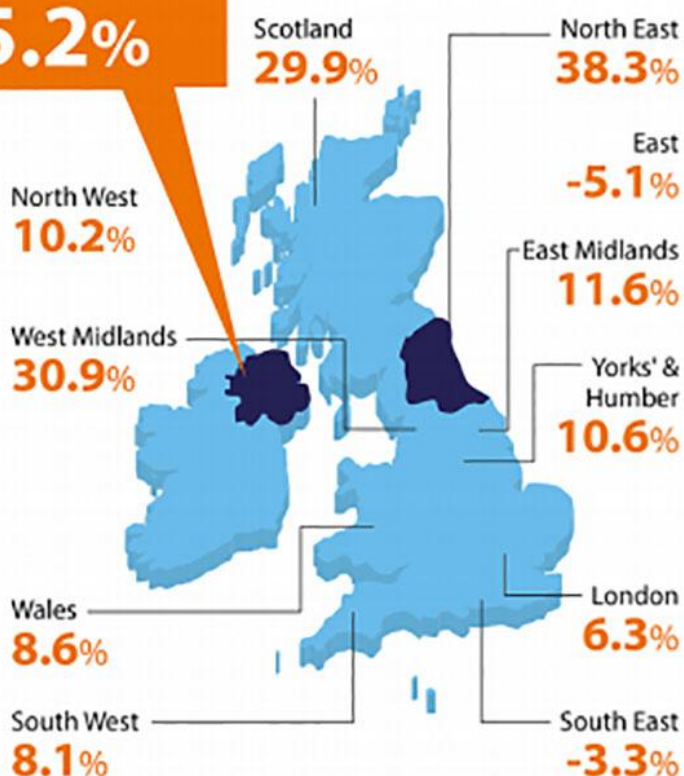 5.2%
Scotland
29.9%
North East
38.3%
East
-5.1%
North West
10.2%
East Midlands
11.6%
West Midlands
30.9%
Yorks' &
Humber
10.6%
Wales
8.6%
London
6.3%
South West
8.1%
South East
-3.3%